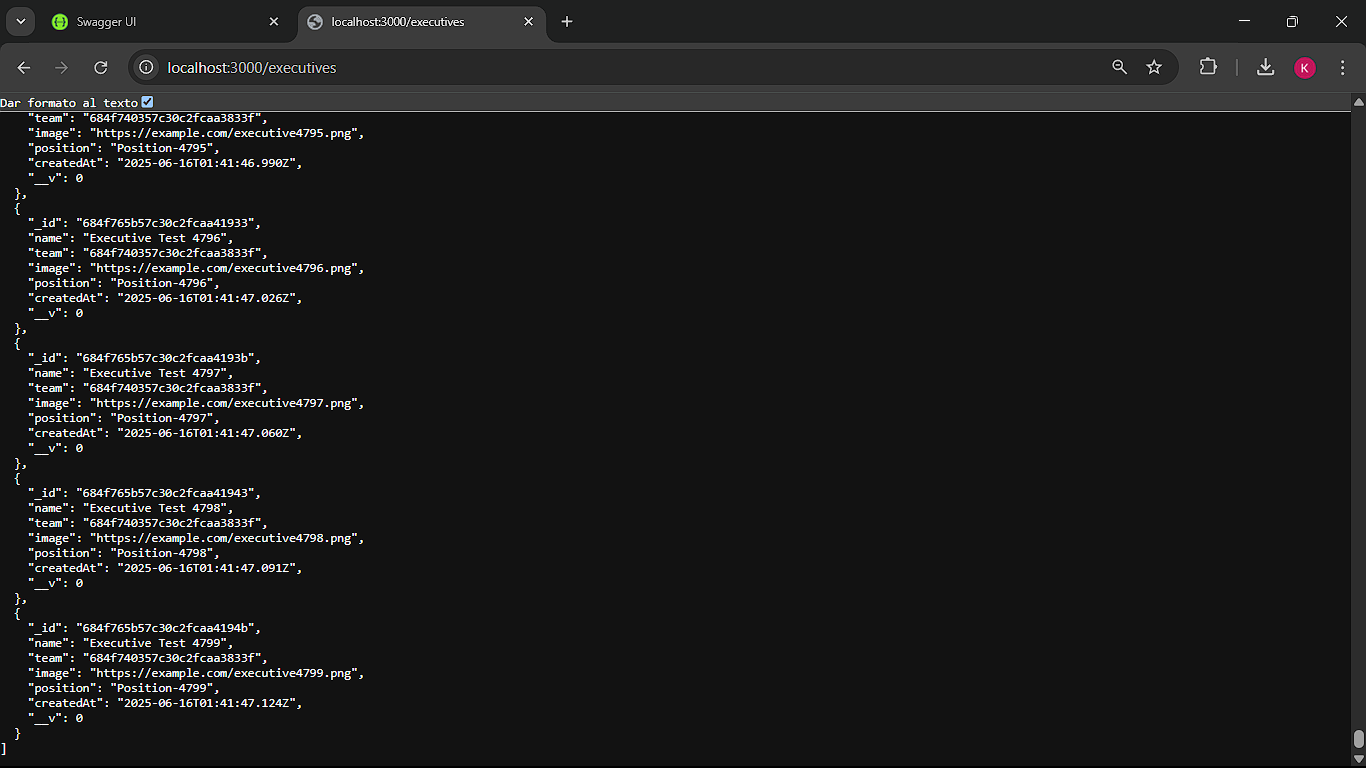 Swagger UI
localhost:3000/executives
localhost:3000/executives
K
Dar formato al texto
"team": "684f740357c30c2fcaa3833f",
"image": "https://example.com/executive4795.png",
"position": "Position-4795",
"createdAt": "2025-06-16T01:41:46.990Z",
"__v": 0
},
{
"_id": "684f765b57c30c2fcaa41933",
"name": "Executive Test 4796",
"team": "684f740357c30c2fcaa3833f",
"image": "https://example.com/executive4796.png",
"position": "Position-4796",
"createdAt": "2025-06-16T01:41:47.026Z",
"__v": 0
},
{
"_id": "684f765b57c30c2fcaa4193b",
"name": "Executive Test 4797",
"team": "684f740357c30c2fcaa3833f",
"image": "https://example.com/executive4797.png",
"position": "Position-4797",
"createdAt": "2025-06-16T01:41:47.060Z",
"__v": 0
},
{
"_id": "684f765b57c30c2fcaa41943",
"name": "Executive Test 4798",
"team": "684f740357c30c2fcaa3833f",
"image": "https://example.com/executive4798.png",
"position": "Position-4798",
"createdAt": "2025-06-16T01:41:47.091Z",
"__v": 0
},
{
"_id": "684f765b57c30c2fcaa4194b",
"name": "Executive Test 4799",
"team": "684f740357c30c2fcaa3833f",
"image": "https://example.com/executive4799.png",
"position": "Position-4799",
"createdAt": "2025-06-16T01:41:47.124Z",
"__v": 0
}
]